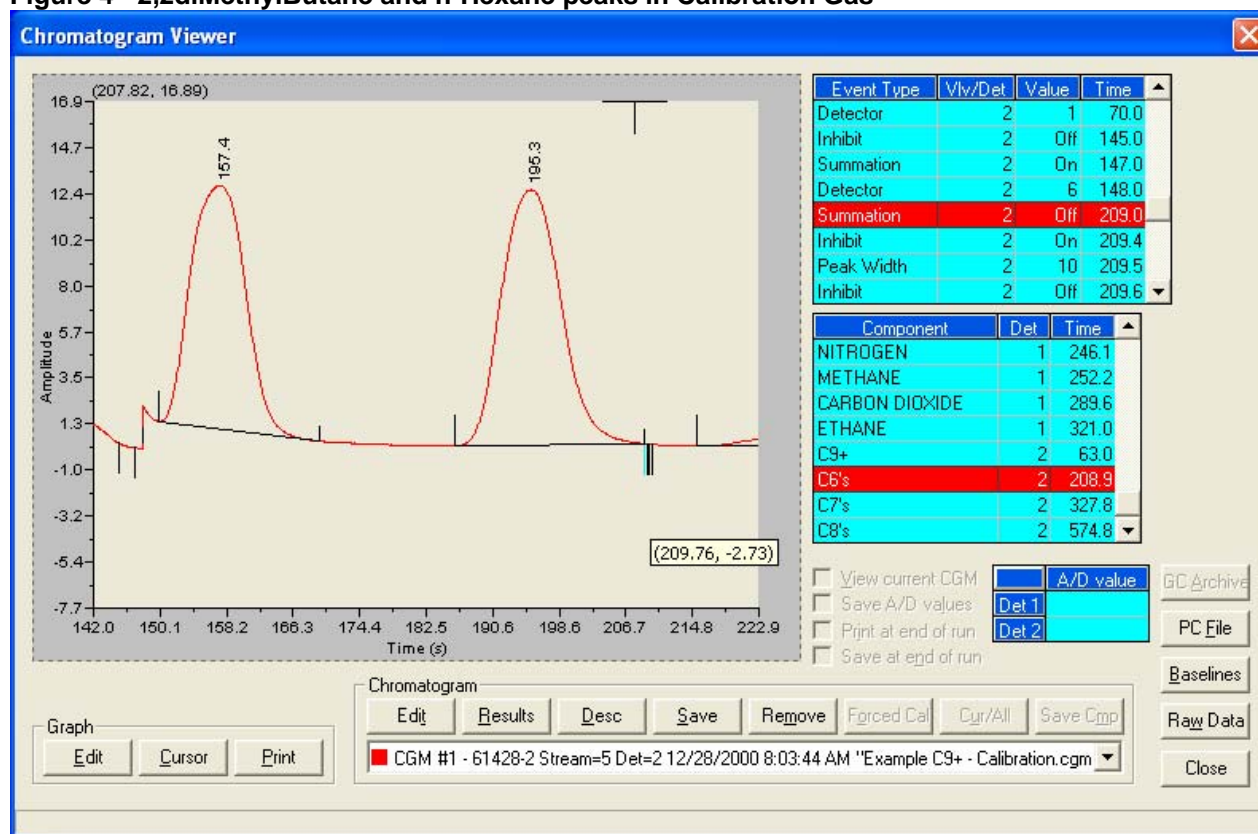 Figure 4 - 2,2diMethylButane and n-Hexane peaks in Calibration Gas
Chromatogram Viewer
(207.82, 16.89)
16.9
14.7
12.4
10.2
8.0
5.7
3.5
1.3
-1.0
-3.2
-5.4
-7.7
Amplitude
157.4
195.3
(209.76, -2.73)
142.0 150.1 158.2 166.3 174.4 182.5 190.6 198.6 206.7 214.8 222.9
Time (s)
Event Type Vlv/Det Value Time
Detector 2 1 70.0
Inhibit 2 Off 145.0
Summation 2 On 147.0
Detector 2 6 148.0
Summation 2 Off 209.0
Inhibit 2 On 209.4
Peak Width 2 10 209.5
Inhibit 2 Off 209.6
Component Det Time
NITROGEN 1 246.1
METHANE 1 252.2
CARBON DIOXIDE 1 289.6
ETHANE 1 321.0
C9+ 2 63.0
C6's 2 208.9
C7's 2 327.8
C8's 2 574.8
View current CGM
Save A/D values
Print at end of run
Save at end of run
A/D value
Det 1
Det 2
GC Archive
PC File
Baselines
Raw Data
Close
Graph
Edit Cursor Print
Chromatogram
Edit Results Desc Save Remove Forced Cal Cur/All Save Cmp
CGM #1 - 61428-2 Stream=5 Det=2 12/28/2000 8:03:44 AM "Example C9+ - Calibration.cgm